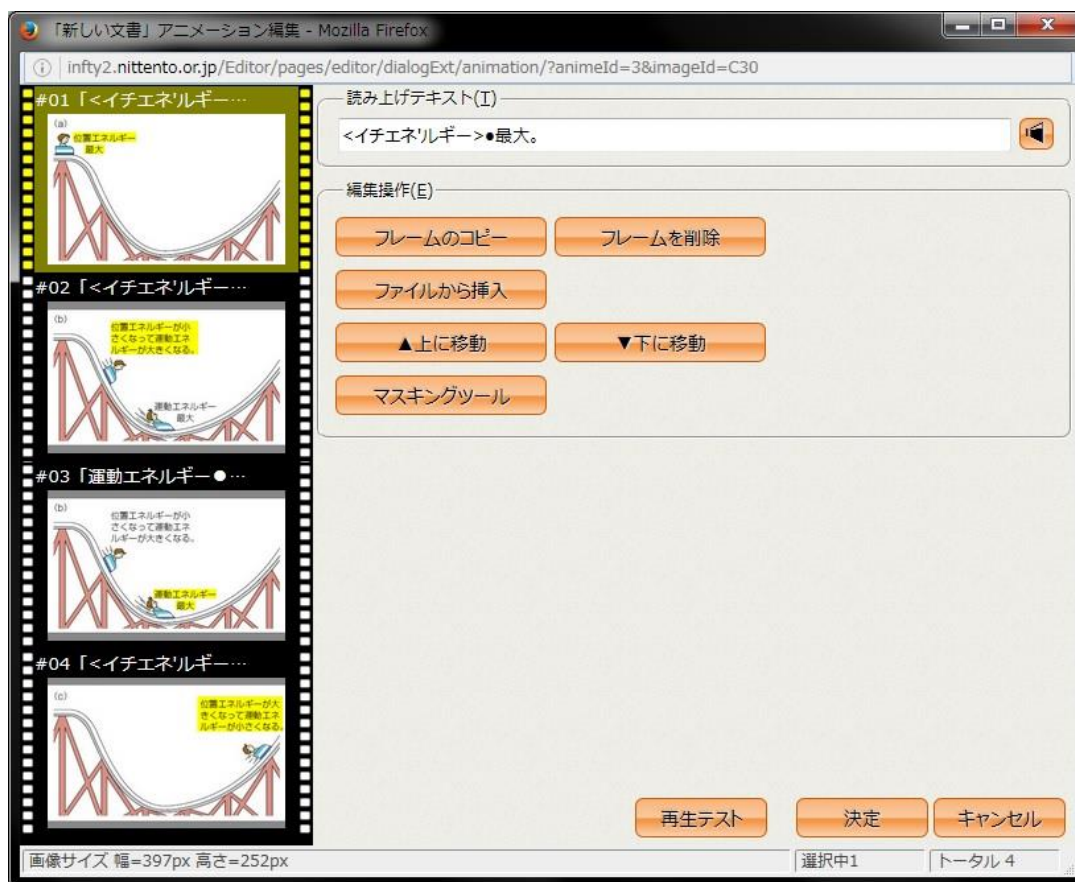 「新しい文書」アニメーション編集 - Mozilla Firefox
infty2.nittento.or.jp/Editor/pages/editor/dialogExt/animation/?animeId=3&imageId=C30
#01「<イチエネ'ルギー…
(a)
位置エネルギー
最大
#02「<イチエネ'ルギー…
(b)
位置エネルギーが小
さくなって運動エネ
ルギーが大きくなる。
運動エネルギー
最大
#03「運動エネルギー●…
(b)
位置エネルギーが小
さくなって運動エネ
ルギーが大きくなる。
運動エネルギー
最大
#04「<イチエネ'ルギー…
(c)
位置エネルギーが大
きくなって運動エネ
ルギーが小さくなる。
読み上げテキスト(T)
<イチエネ'ルギー>●最大。
編集操作(E)
フレームのコピー フレームを削除
ファイルから挿入
▲上に移動 ▼下に移動
マスキングツール
再生テスト 決定 キャンセル
画像サイズ 幅=397px 高さ=252px 選択中1 トータル 4